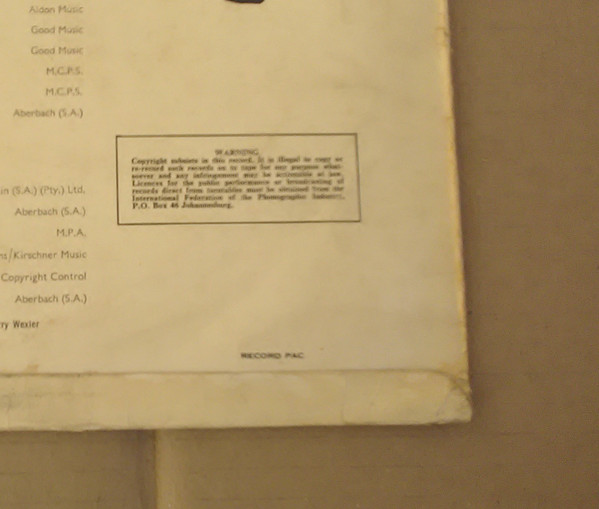 Aldon Music
Good Music
Good Music
M.C.P.S.
M.C.P.S.
Aberbach (S.A.)
in (S.A.) (Pty.) Ltd.
Aberbach (S.A.)
M.P.A.
ns/Kirschner Music
Copyright Control
Aberbach (S.A.)
ry Wexler
WARNING
Copyright subsists in this record. It is illegal to copy or
re-record such records on to tape for any purpose what-
soever and any infringement may be actionable at law.
Licences for the public performance or broadcasting of
records direct from turntables must be obtained from the
International Federation of the Phonographic Industry,
P.O. Box 46 Johannesburg.
RECORD PAC